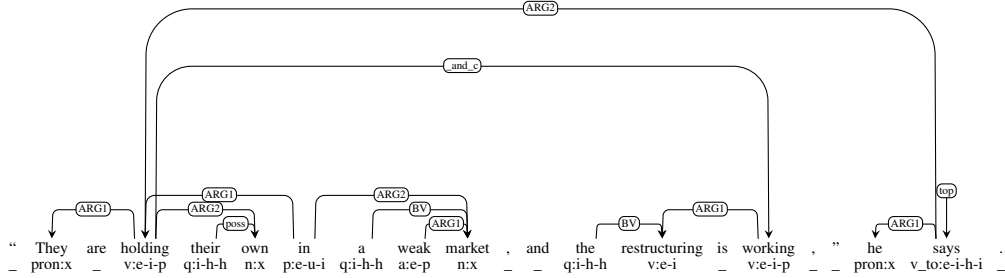 ARG2
_and_c
ARG1 ARG2
ARG1 ARG2 poss BV ARG1 BV ARG1 ARG1 top
“ They are holding their own in a weak market , and the restructuring is working , ” he says .
_ pron:x _ v:e-i-p q:i-h-h n:x p:e-u-i q:i-h-h a:e-p n:x _ _ q:i-h-h v:e-i _ v:e-i-p _ _ pron:x v_to:e-i-h-i _